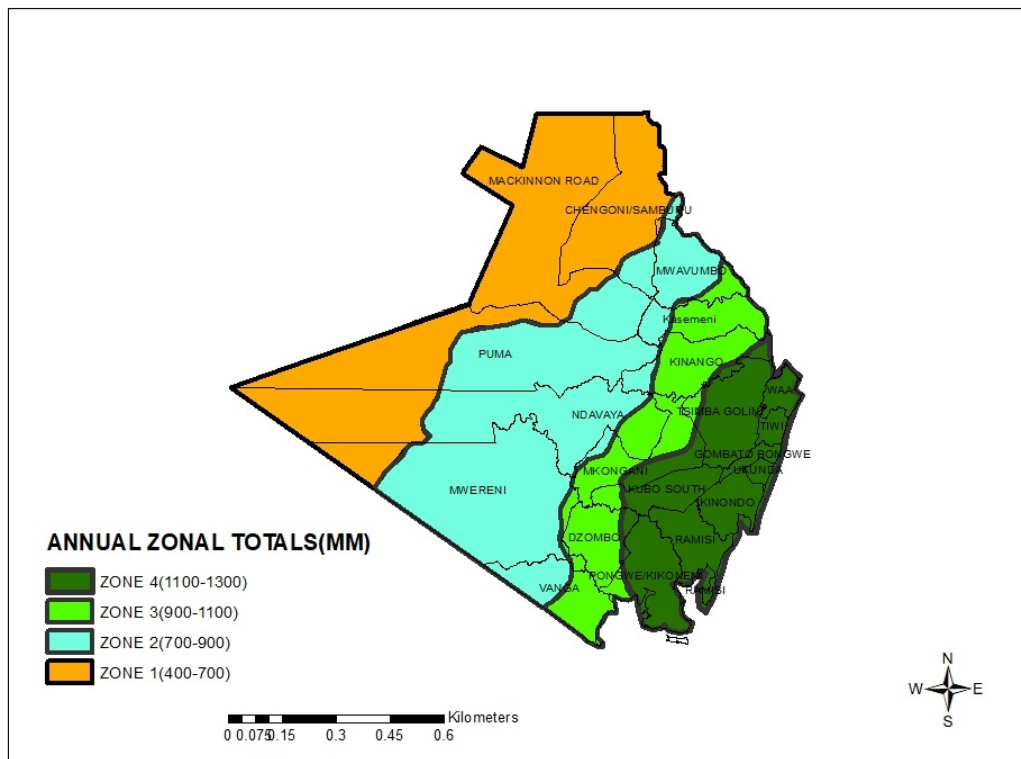 MACKINNON ROAD
CHENGONI/SAMBURU
MWAVUMBO
Kasemeni
PUMA
KINANGO
WAA
NDAVAYA
TSIMBA GOLINI
TIWI
GOMBATO BONGWE
MKONGANI
UKUNDA
MWERENI
KUBO SOUTH
KINONDO
DZOMBO
RAMISI
VANGA
PONGWE/KIKONENI
RAMISI
ANNUAL ZONAL TOTALS(MM)
ZONE 4(1100-1300)
ZONE 3(900-1100)
ZONE 2(700-900)
ZONE 1(400-700)
Kilometers
0 0.075 0.15 0.3 0.45 0.6
N
W E
S